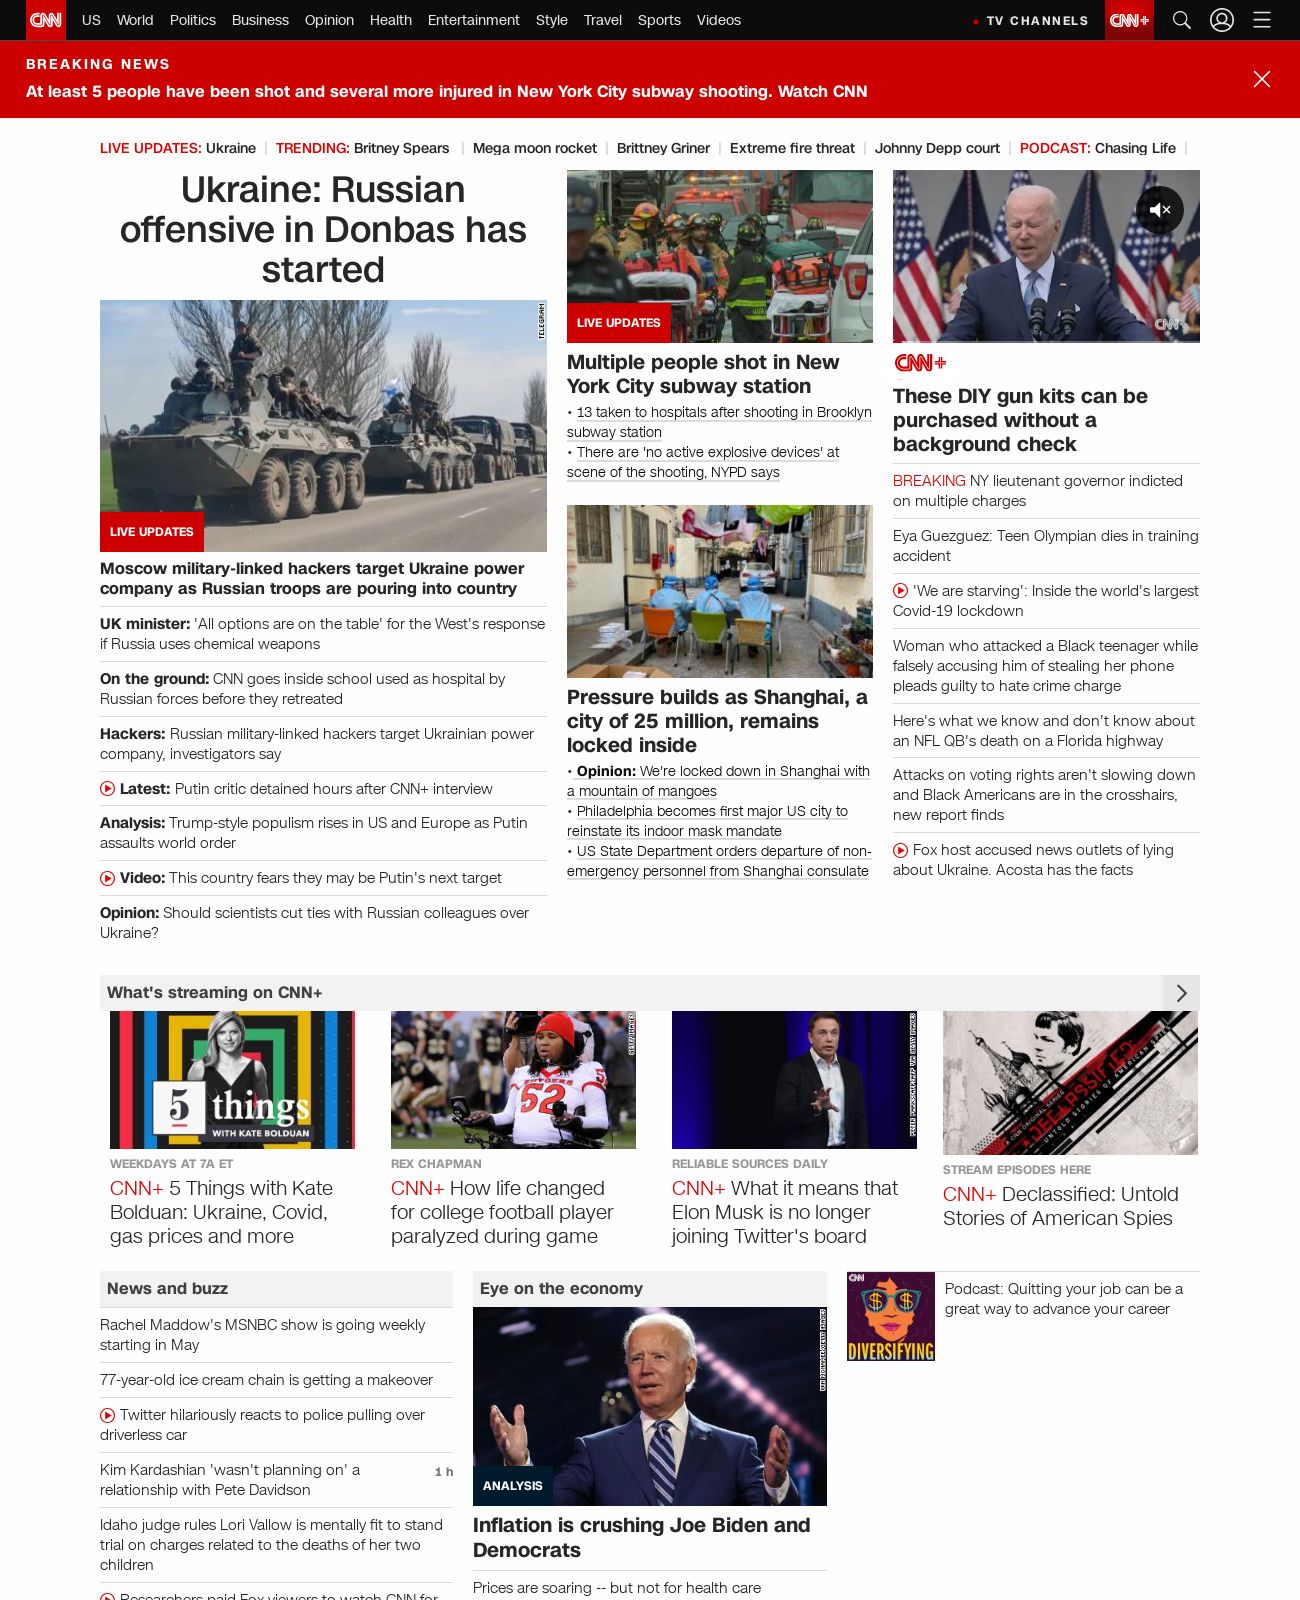 CNN US World Politics Business Opinion Health Entertainment Style Travel Sports Videos TV CHANNELS CNN+
BREAKING NEWS
At least 5 people have been shot and several more injured in New York City subway shooting. Watch CNN
LIVE UPDATES: Ukraine TRENDING: Britney Spears Mega moon rocket Brittney Griner Extreme fire threat Johnny Depp court PODCAST: Chasing Life
Ukraine: Russian
offensive in Donbas has
started
TELEGRAM
LIVE UPDATES
Moscow military-linked hackers target Ukraine power
company as Russian troops are pouring into country
UK minister: 'All options are on the table' for the West's response
if Russia uses chemical weapons
On the ground: CNN goes inside school used as hospital by
Russian forces before they retreated
Hackers: Russian military-linked hackers target Ukrainian power
company, investigators say
Latest: Putin critic detained hours after CNN+ interview
Analysis: Trump-style populism rises in US and Europe as Putin
assaults world order
Video: This country fears they may be Putin's next target
Opinion: Should scientists cut ties with Russian colleagues over
Ukraine?
LIVE UPDATES
Multiple people shot in New
York City subway station
• 13 taken to hospitals after shooting in Brooklyn
subway station
• There are 'no active explosive devices' at
scene of the shooting, NYPD says
Pressure builds as Shanghai, a
city of 25 million, remains
locked inside
• Opinion: We're locked down in Shanghai with
a mountain of mangoes
• Philadelphia becomes first major US city to
reinstate its indoor mask mandate
• US State Department orders departure of non-
emergency personnel from Shanghai consulate
CNN+
CNN+
These DIY gun kits can be
purchased without a
background check
BREAKING NY lieutenant governor indicted
on multiple charges
Eya Guezguez: Teen Olympian dies in training
accident
'We are starving': Inside the world's largest
Covid-19 lockdown
Woman who attacked a Black teenager while
falsely accusing him of stealing her phone
pleads guilty to hate crime charge
Here's what we know and don't know about
an NFL QB's death on a Florida highway
Attacks on voting rights aren't slowing down
and Black Americans are in the crosshairs,
new report finds
Fox host accused news outlets of lying
about Ukraine. Acosta has the facts
What's streaming on CNN+
5 things
WITH KATE BOLDUAN
WEEKDAYS AT 7A ET
CNN+ 5 Things with Kate
Bolduan: Ukraine, Covid,
gas prices and more
RUTGERS
52
GETTY IMAGES
REX CHAPMAN
CNN+ How life changed
for college football player
paralyzed during game
RELIABLE SOURCES DAILY
CNN+ What it means that
Elon Musk is no longer
joining Twitter's board
A CNN ORIGINAL SERIES
DECLASSIFIED:
UNTOLD STORIES OF AMERICAN SPIES
STREAM EPISODES HERE
CNN+ Declassified: Untold
Stories of American Spies
News and buzz
Rachel Maddow's MSNBC show is going weekly
starting in May
77-year-old ice cream chain is getting a makeover
Twitter hilariously reacts to police pulling over
driverless car
Kim Kardashian 'wasn't planning on' a 1 h
relationship with Pete Davidson
Idaho judge rules Lori Vallow is mentally fit to stand
trial on charges related to the deaths of her two
children
Researchers paid Fox viewers to watch CNN for
Eye on the economy
ANALYSIS
Inflation is crushing Joe Biden and
Democrats
Prices are soaring -- but not for health care
CNN
DIVERSIFYING
Podcast: Quitting your job can be a
great way to advance your career